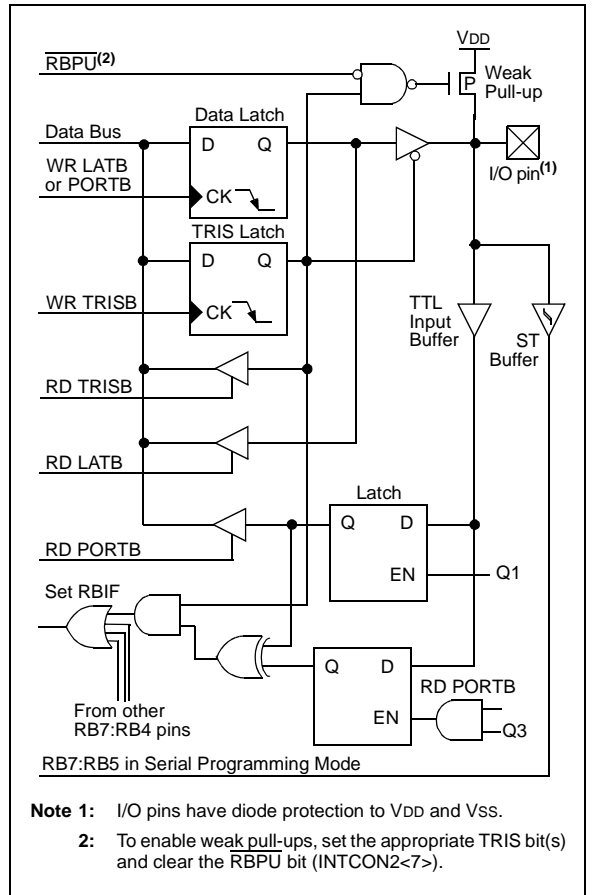 VDD
RBPU(2)
Weak
Pull-up
P
Data Latch
Data Bus
D Q
I/O pin(1)
WR LATB
or PORTB
CK
TRIS Latch
D Q
WR TRISB
CK
TTL
Input
Buffer
ST
Buffer
RD TRISB
RD LATB
Latch
Q D
RD PORTB
EN
Q1
Set RBIF
Q D
RD PORTB
EN
Q3
From other
RB7:RB4 pins
RB7:RB5 in Serial Programming Mode
Note 1: I/O pins have diode protection to VDD and VSS.
2: To enable weak pull-ups, set the appropriate TRIS bit(s)
and clear the RBPU bit (INTCON2<7>).